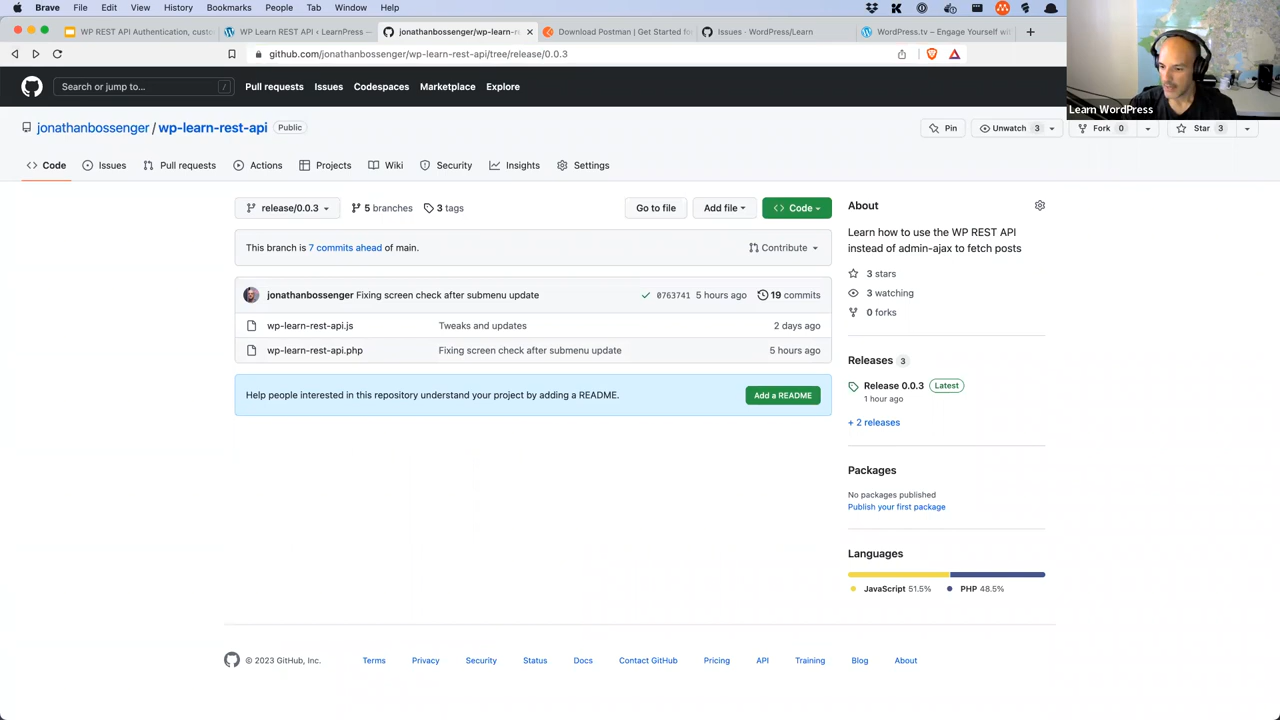 Brave File Edit View History Bookmarks People Tab Window Help
WP REST API Authentication, custo
WP Learn REST API ‹ LearnPress —
jonathanbossenger/wp-learn-r
Download Postman | Get Started fo
Issues · WordPress/Learn
WordPress.tv – Engage Yourself wi
github.com/jonathanbossenger/wp-learn-rest-api/tree/release/0.0.3
Learn WordPress
Search or jump to... /
Pull requests Issues Codespaces Marketplace Explore
jonathanbossenger / wp-learn-rest-api Public
Pin Unwatch 3 Fork 0 Star 3
Code Issues Pull requests Actions Projects Wiki Security Insights Settings
release/0.0.3 5 branches 3 tags Go to file Add file Code
This branch is 7 commits ahead of main. Contribute
jonathanbossenger Fixing screen check after submenu update 0763741 5 hours ago 19 commits
wp-learn-rest-api.js Tweaks and updates 2 days ago
wp-learn-rest-api.php Fixing screen check after submenu update 5 hours ago
Help people interested in this repository understand your project by adding a README. Add a README
About
Learn how to use the WP REST API
instead of admin-ajax to fetch posts
3 stars
3 watching
0 forks
Releases 3
Release 0.0.3 Latest
1 hour ago
+ 2 releases
Packages
No packages published
Publish your first package
Languages
JavaScript 51.5% PHP 48.5%
© 2023 GitHub, Inc. Terms Privacy Security Status Docs Contact GitHub Pricing API Training Blog About